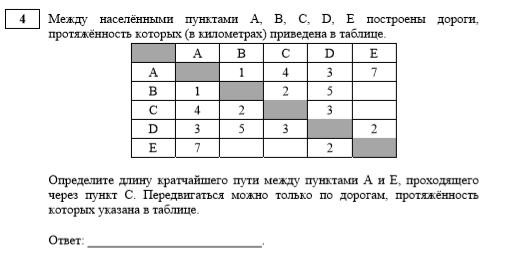 4 Между населёнными пунктами A, B, C, D, E построены дороги,
протяжённость которых (в километрах) приведена в таблице.
A B C D E
A 1 4 3 7
B 1 2 5
C 4 2 3
D 3 5 3 2
E 7 2
Определите длину кратчайшего пути между пунктами A и E, проходящего
через пункт C. Передвигаться можно только по дорогам, протяжённость
которых указана в таблице.
Ответ: ___________________________.